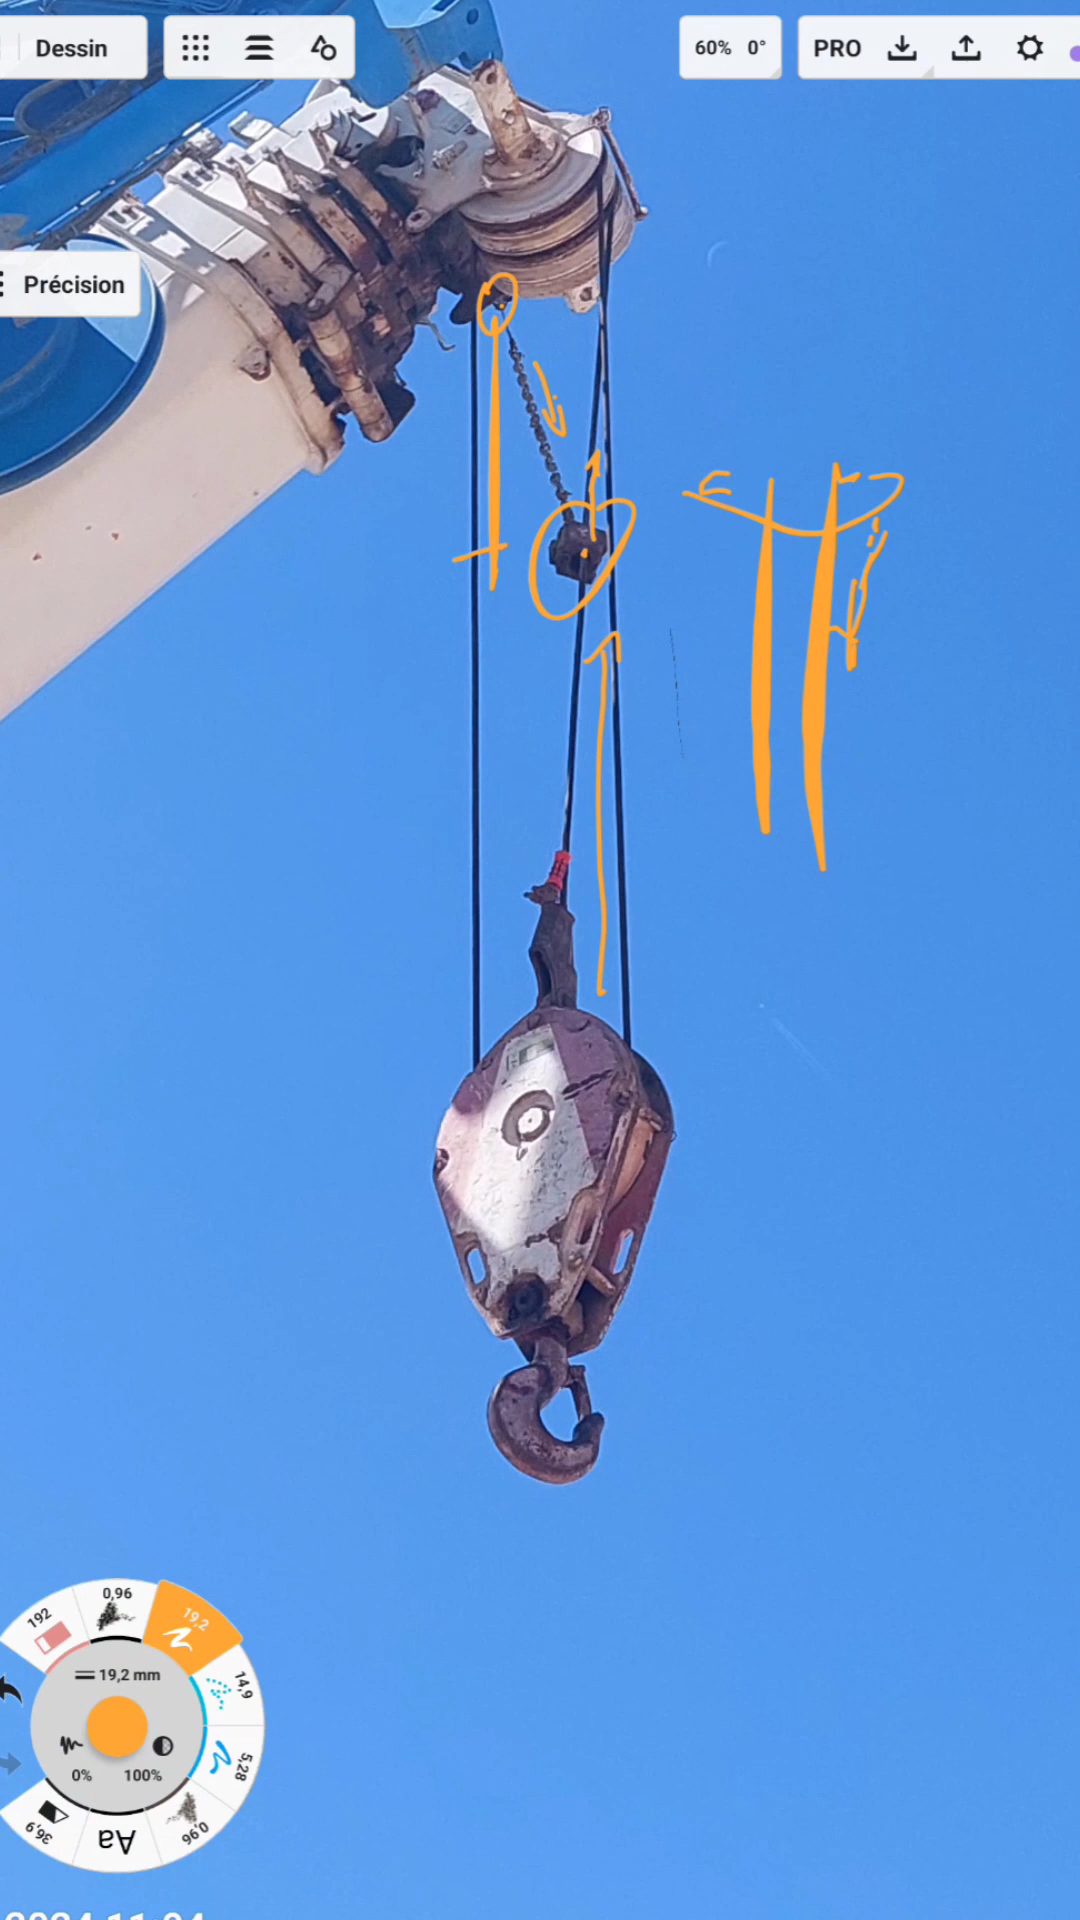 Dessin
60% 0°
PRO
Précision
192
0,96
19,2
14,9
5,28
0,96
Aa
36,9
19,2 mm
0% 100%